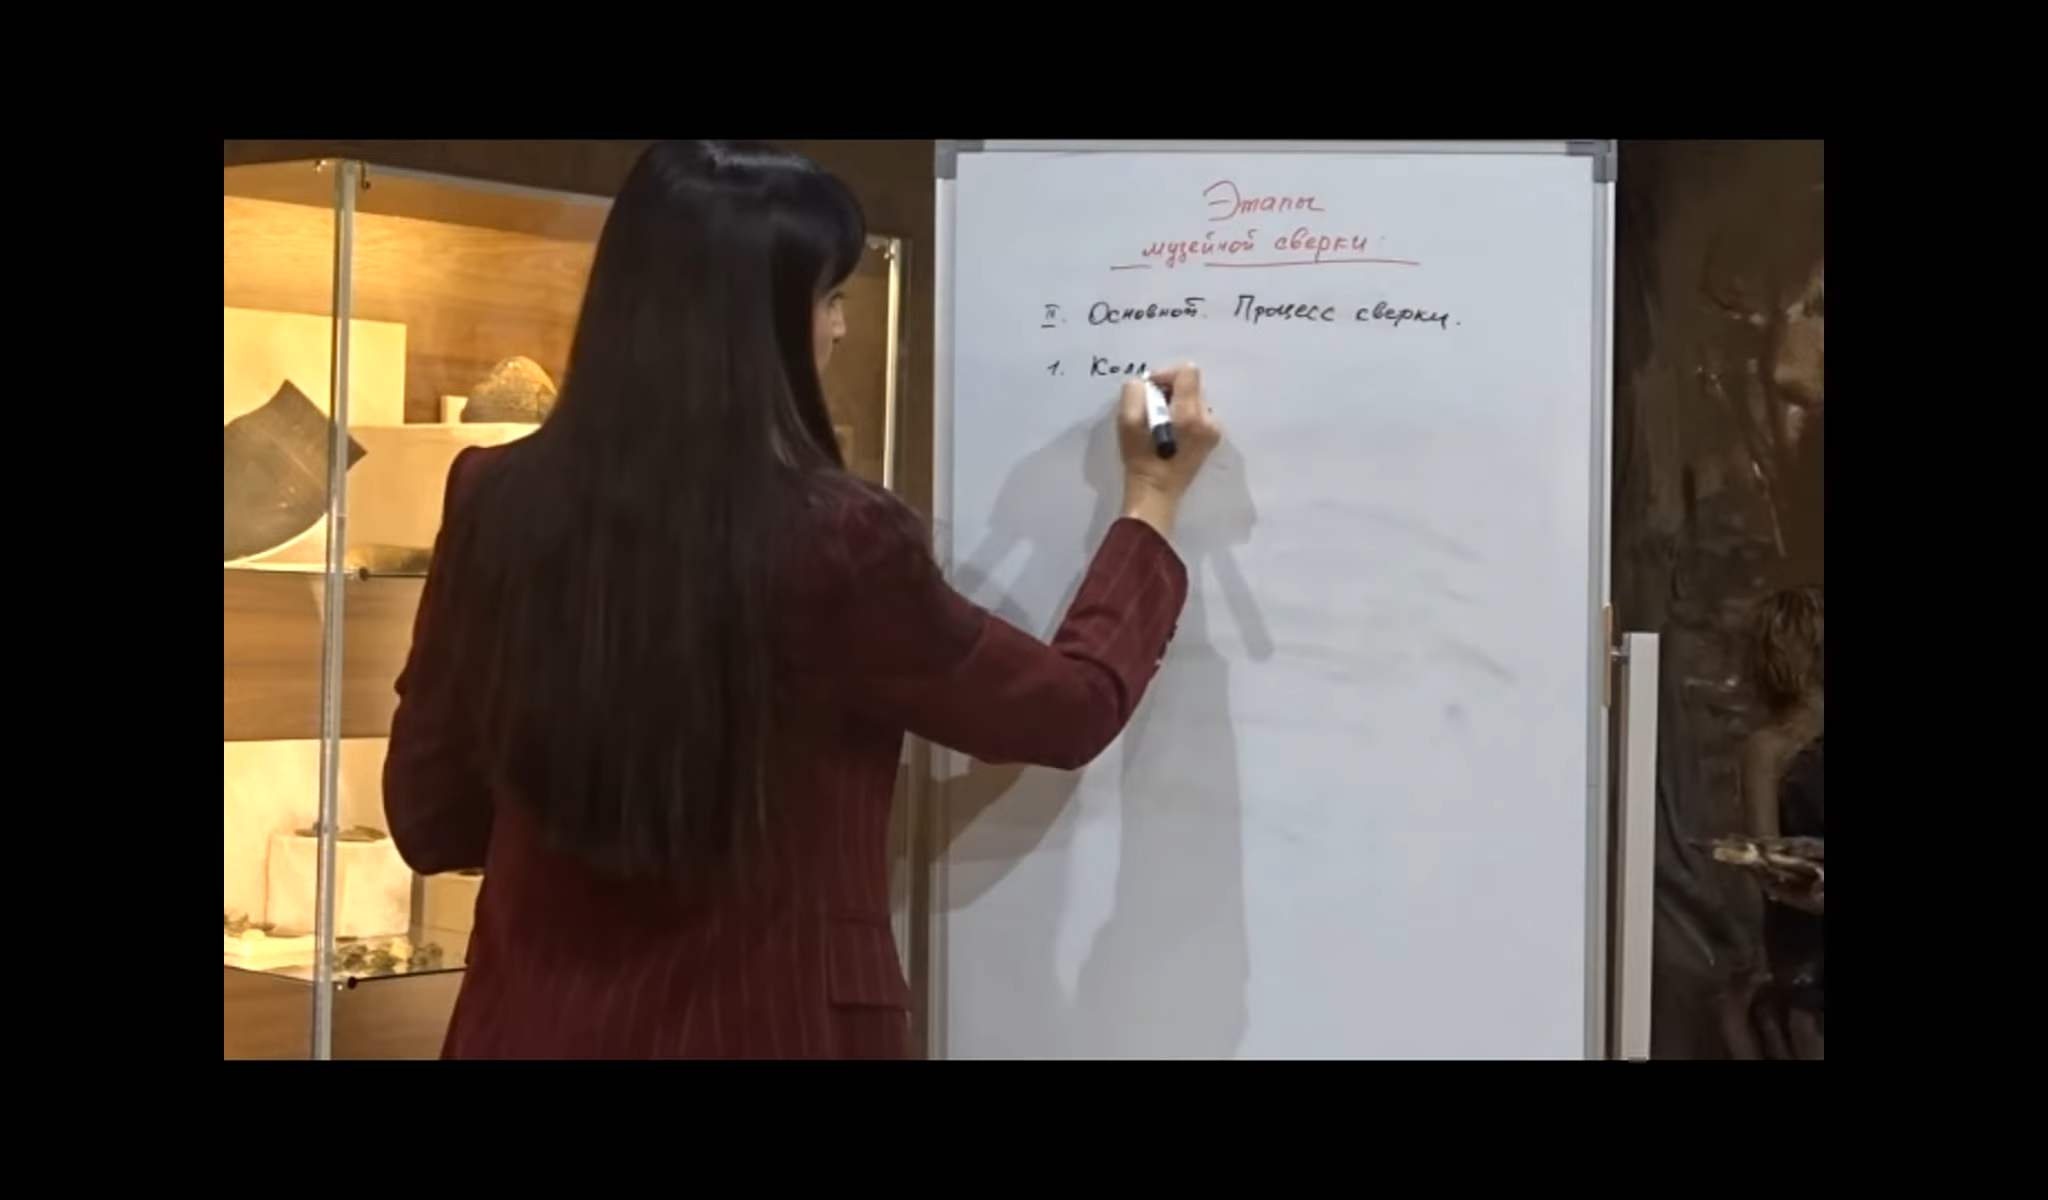 Этапы
музейной сверки
II. Основной. Процесс сверки.
1. Колл